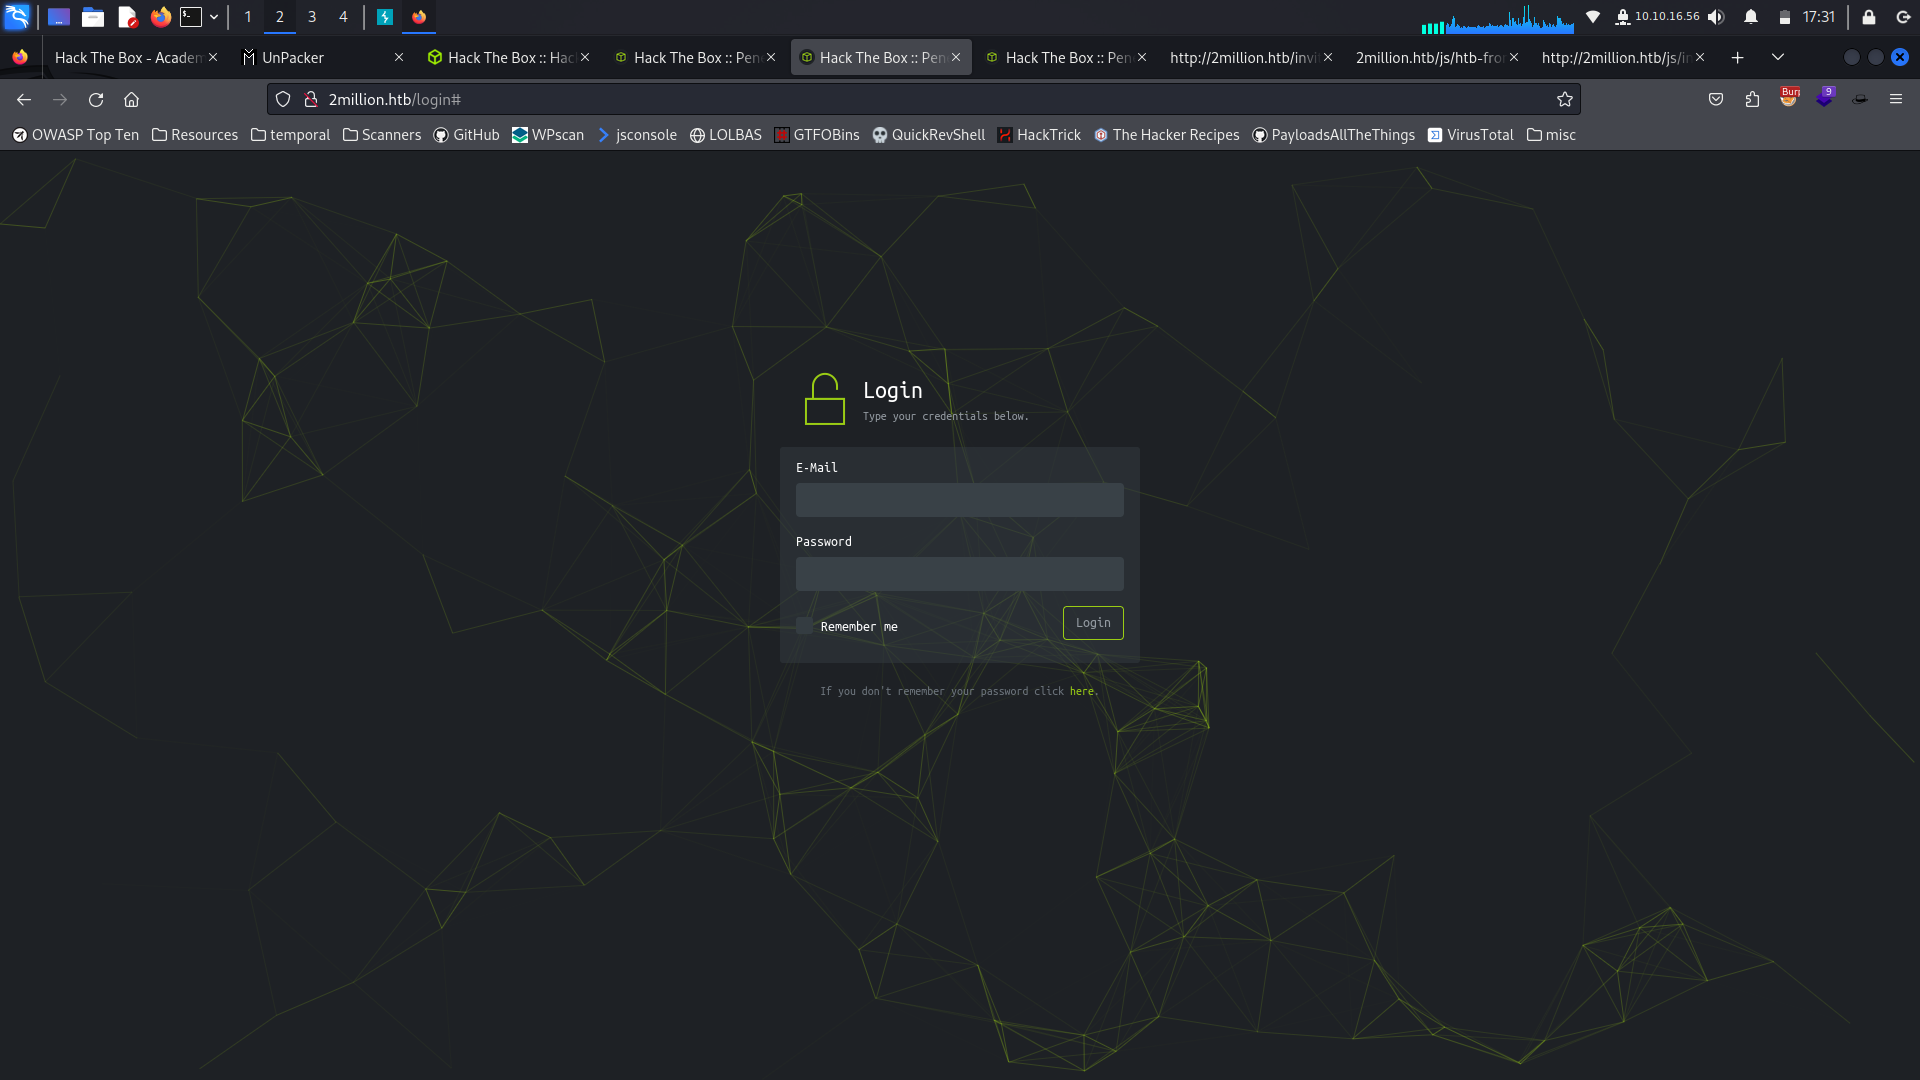 1 2 3 4 10.10.16.56 17:31
Hack The Box - Academ UnPacker Hack The Box :: Hac Hack The Box :: Pen Hack The Box :: Pen Hack The Box :: Pen http://2million.htb/invi 2million.htb/js/htb-fro http://2million.htb/js/in
2million.htb/login# Burp 9
OWASP Top Ten Resources temporal Scanners GitHub WPscan jsconsole LOLBAS GTFOBins QuickRevShell HackTrick The Hacker Recipes PayloadsAllTheThings VirusTotal misc
Login
Type your credentials below.
E-Mail
Password
Remember me Login
If you don't remember your password click here.